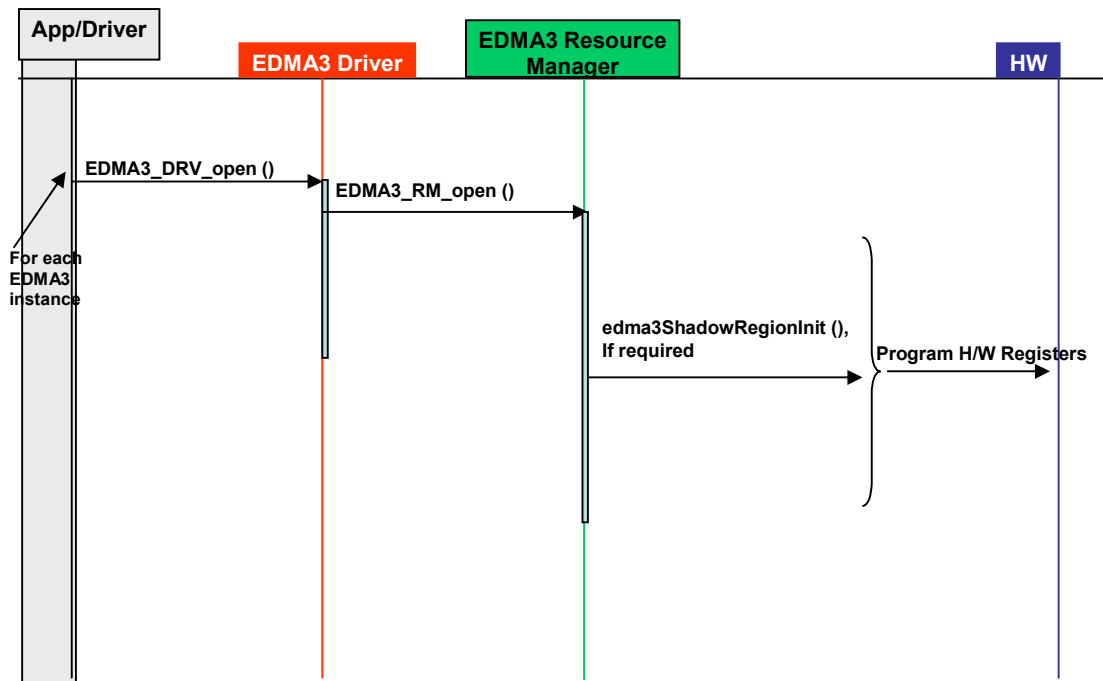 App/Driver
EDMA3 Driver
EDMA3 Resource
Manager
HW
EDMA3_DRV_open ()
EDMA3_RM_open ()
For each
EDMA3
instance
edma3ShadowRegionInit (),
If required
Program H/W Registers